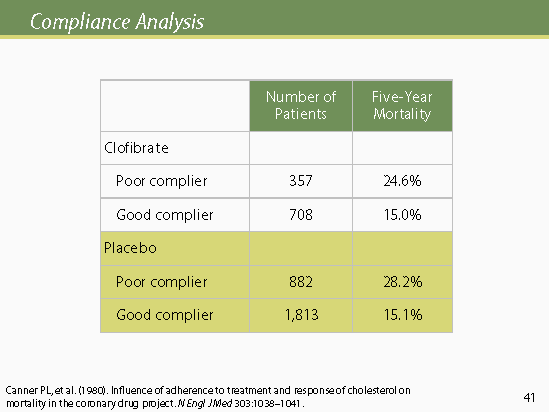 Compliance Analysis
Number of Patients Five-Year Mortality
Clofibrate
Poor complier 357 24.6%
Good complier 708 15.0%
Placebo
Poor complier 882 28.2%
Good complier 1,813 15.1%
Canner PL, et al. (1980). Influence of adherence to treatment and response of cholesterol on
mortality in the coronary drug project. N Engl J Med 303:1038–1041.
41